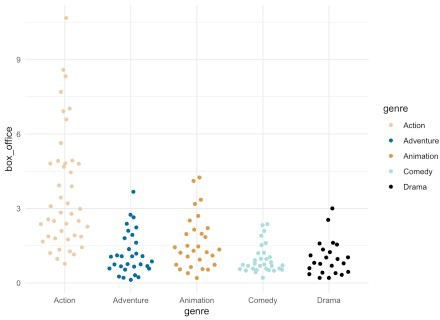 9
6
3
0
box_office
Action Adventure Animation Comedy Drama
genre
genre
Action
Adventure
Animation
Comedy
Drama